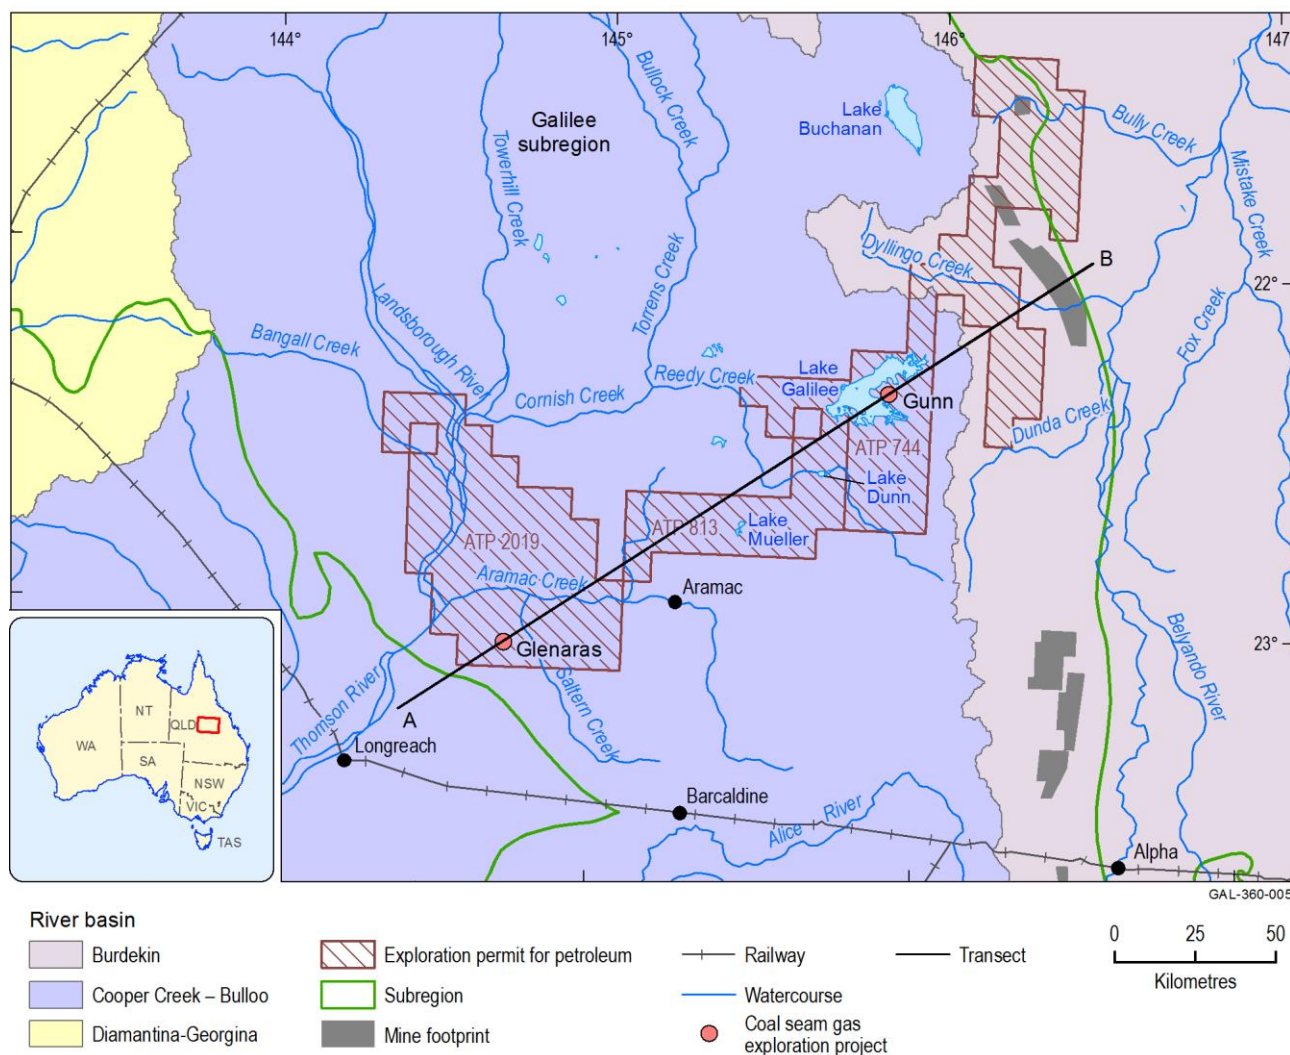 144°
145°
146°
147
Bullock Creek
Lake
Buchanan
Galilee
subregion
Towerhill Creek
Bully Creek
Mistake Creek
Torrens Creek
Dyllingo Creek
B
22°
Landsborough River
Bangall Creek
Fox Creek
Reedy Creek
Lake
Galilee
Cornish Creek
Gunn
Dunda Creek
ATP 744
Lake
Dunn
ATP 813
Lake
Mueller
ATP 2019
Aramac Creek
Aramac
Glenaras
23°
Belyando River
Saltern Creek
Thomson River
A
Longreach
Barcaldine
Alice River
Alpha
NT
QLD
WA
SA
NSW
VIC
TAS
GAL-360-005
River basin
Burdekin
Cooper Creek – Bulloo
Diamantina-Georgina
Exploration permit for petroleum
Subregion
Mine footprint
Railway
Watercourse
Coal seam gas
exploration project
Transect
0 25 50
Kilometres